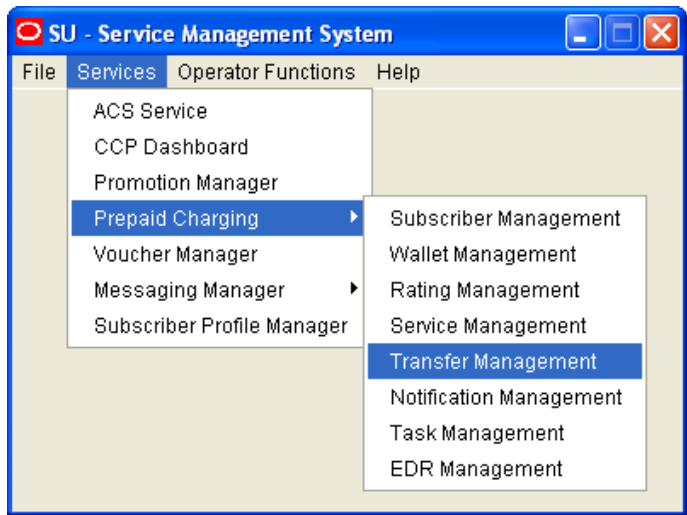 SU - Service Management System
File Services Operator Functions Help
ACS Service
CCP Dashboard
Promotion Manager
Prepaid Charging
Voucher Manager
Messaging Manager
Subscriber Profile Manager
Subscriber Management
Wallet Management
Rating Management
Service Management
Transfer Management
Notification Management
Task Management
EDR Management